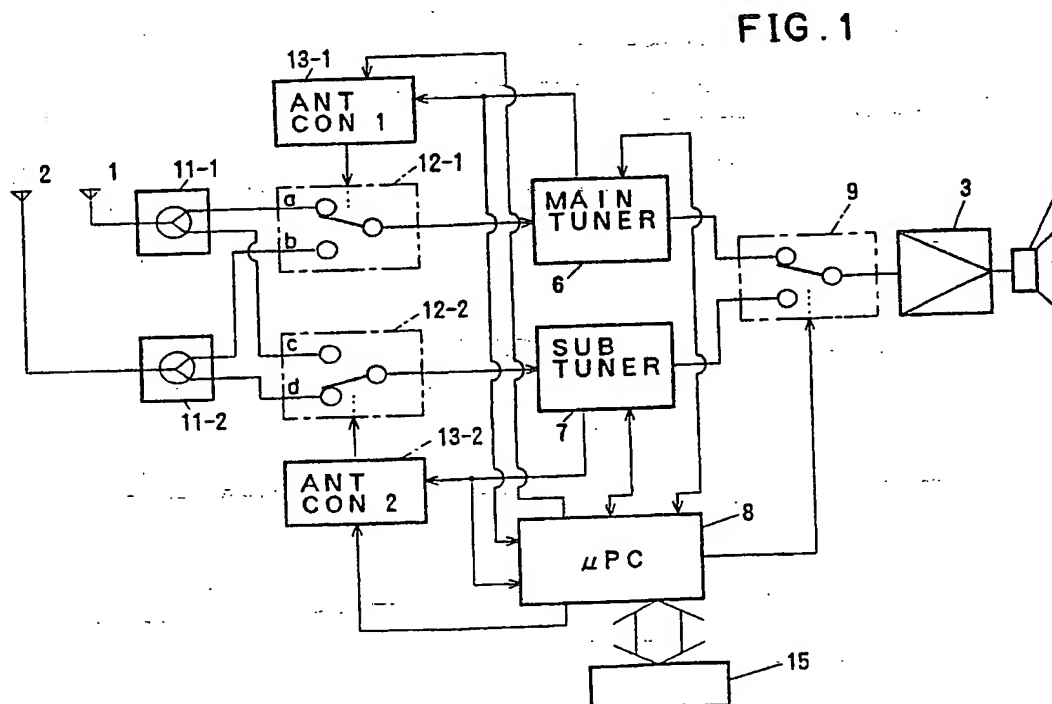 FIG. 1
13-1
ANT
CON 1
2
1
11-1
12-1
a
b
MAIN
TUNER
6
9
3
12-2
c
d
11-2
SUB
TUNER
7
13-2
ANT
CON 2
8
μPC
15